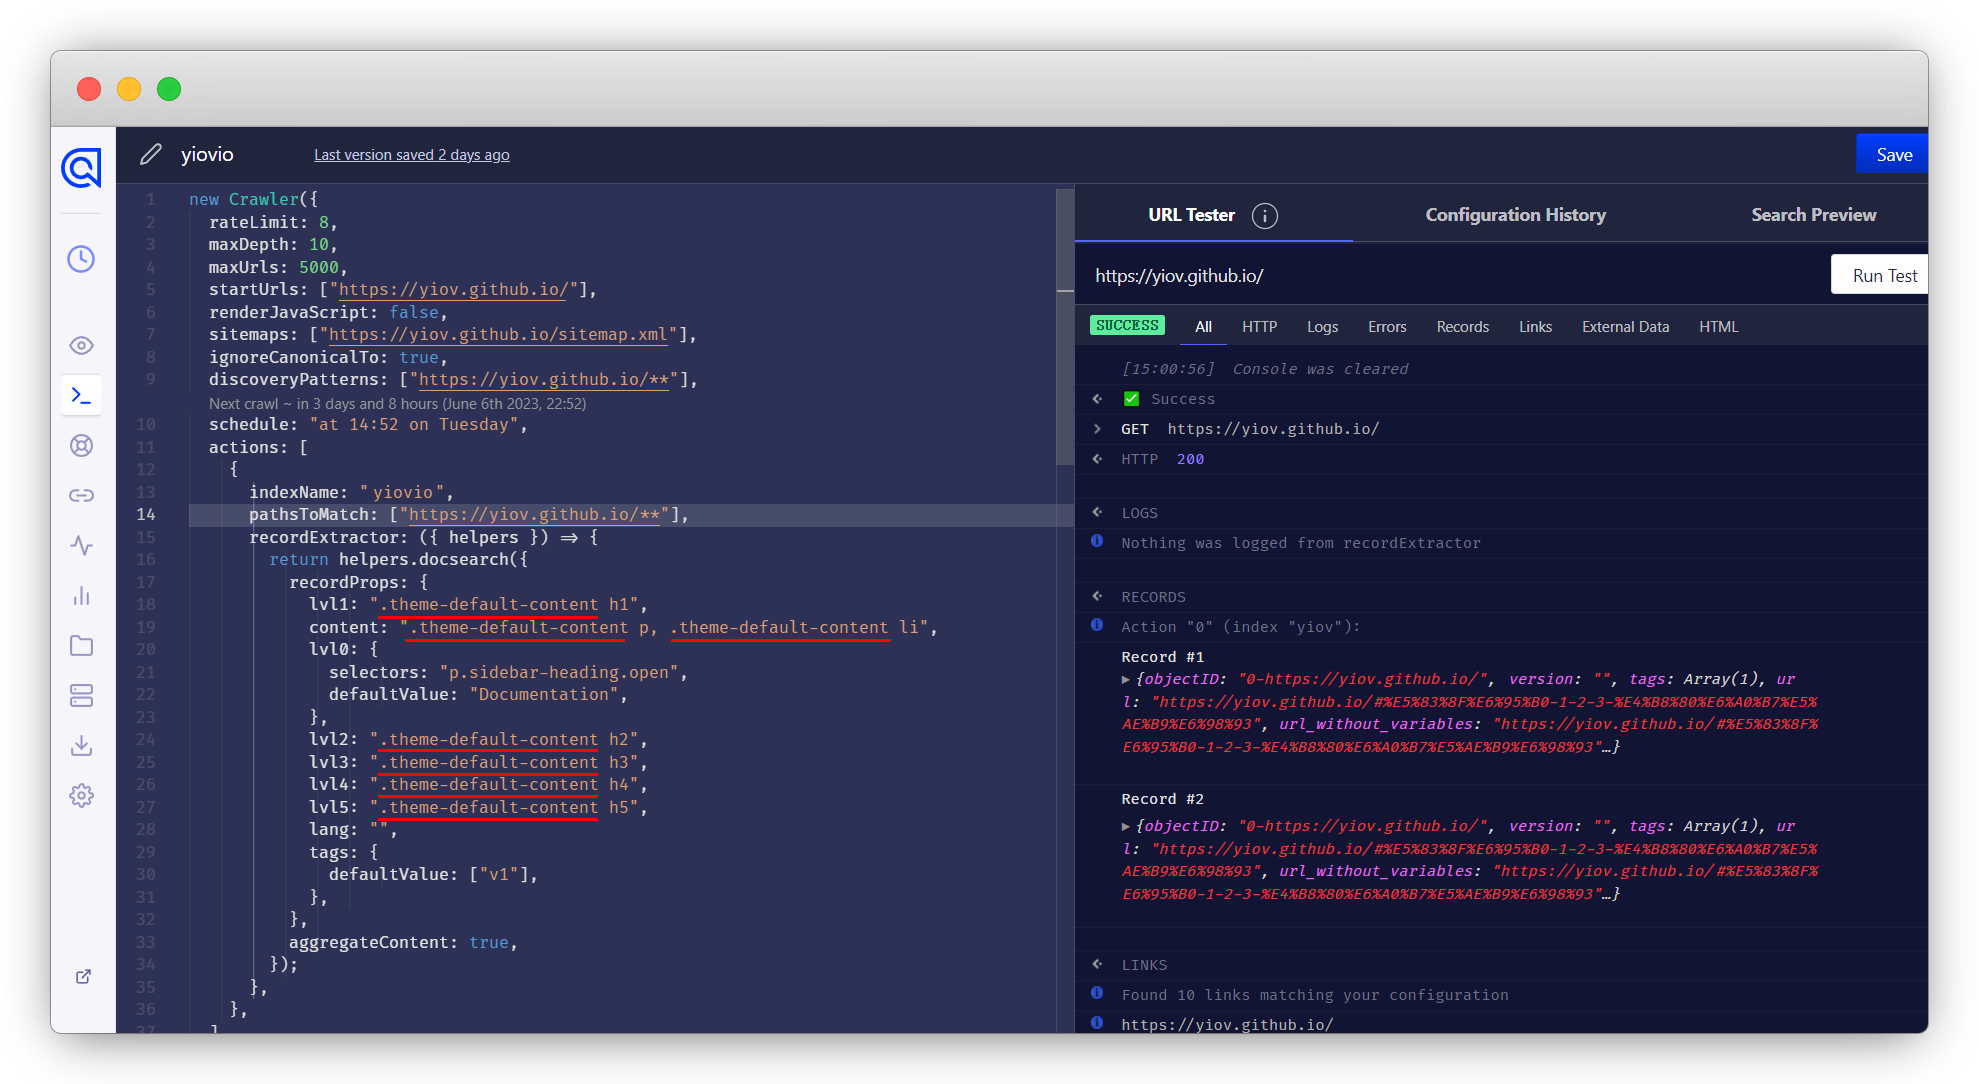 yiovio
Last version saved 2 days ago
Save
1 new Crawler({
2 rateLimit: 8,
3 maxDepth: 10,
4 maxUrls: 5000,
5 startUrls: ["https://yiov.github.io/"],
6 renderJavaScript: false,
7 sitemaps: ["https://yiov.github.io/sitemap.xml"],
8 ignoreCanonicalTo: true,
9 discoveryPatterns: ["https://yiov.github.io/**"],
Next crawl ~ in 3 days and 8 hours (June 6th 2023, 22:52)
10 schedule: "at 14:52 on Tuesday",
11 actions: [
12 {
13 indexName: "yiovio",
14 pathsToMatch: ["https://yiov.github.io/**"],
15 recordExtractor: ({ helpers }) => {
16 return helpers.docsearch({
17 recordProps: {
18 lvl1: ".theme-default-content h1",
19 content: ".theme-default-content p, .theme-default-content li",
20 lvl0: {
21 selectors: "p.sidebar-heading.open",
22 defaultValue: "Documentation",
23 },
24 lvl2: ".theme-default-content h2",
25 lvl3: ".theme-default-content h3",
26 lvl4: ".theme-default-content h4",
27 lvl5: ".theme-default-content h5",
28 lang: "",
29 tags: {
30 defaultValue: ["v1"],
31 },
32 },
33 aggregateContent: true,
34 });
35 },
36 },
37 ]
URL Tester
Configuration History
Search Preview
https://yiov.github.io/
Run Test
SUCCESS All HTTP Logs Errors Records Links External Data HTML
[15:00:56] Console was cleared
Success
GET https://yiov.github.io/
HTTP 200
LOGS
Nothing was logged from recordExtractor
RECORDS
Action "0" (index "yiov"):
Record #1
{objectID: "0-https://yiov.github.io/", version: "", tags: Array(1), ur
l: "https://yiov.github.io/#%E5%83%8F%E6%95%B0-1-2-3-%E4%B8%80%E6%A0%B7%E5%
AE%B9%E6%98%93", url_without_variables: "https://yiov.github.io/#%E5%83%8F%
E6%95%B0-1-2-3-%E4%B8%80%E6%A0%B7%E5%AE%B9%E6%98%93"…}
Record #2
{objectID: "0-https://yiov.github.io/", version: "", tags: Array(1), ur
l: "https://yiov.github.io/#%E5%83%8F%E6%95%B0-1-2-3-%E4%B8%80%E6%A0%B7%E5%
AE%B9%E6%98%93", url_without_variables: "https://yiov.github.io/#%E5%83%8F%
E6%95%B0-1-2-3-%E4%B8%80%E6%A0%B7%E5%AE%B9%E6%98%93"…}
LINKS
Found 10 links matching your configuration
https://yiov.github.io/